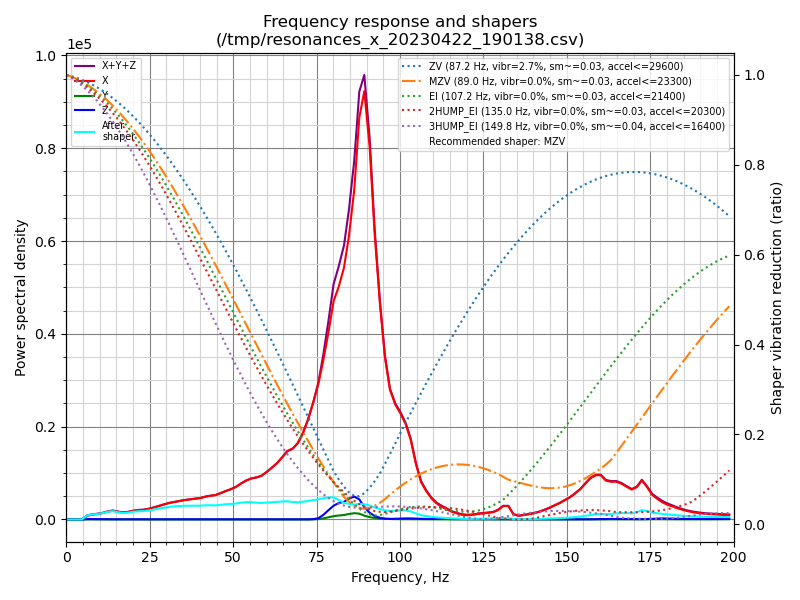 Frequency response and shapers
(/tmp/resonances_x_20230422_190138.csv)
1e5
X+Y+Z
X
Y
Z
After
shaper
ZV (87.2 Hz, vibr=2.7%, sm~=0.03, accel<=29600)
MZV (89.0 Hz, vibr=0.0%, sm~=0.03, accel<=23300)
EI (107.2 Hz, vibr=0.0%, sm~=0.03, accel<=21400)
2HUMP_EI (135.0 Hz, vibr=0.0%, sm~=0.03, accel<=20300)
3HUMP_EI (149.8 Hz, vibr=0.0%, sm~=0.04, accel<=16400)
Recommended shaper: MZV
Power spectral density
1.0
0.8
0.6
0.4
0.2
0.0
Shaper vibration reduction (ratio)
1.0
0.8
0.6
0.4
0.2
0.0
0 25 50 75 100 125 150 175 200
Frequency, Hz